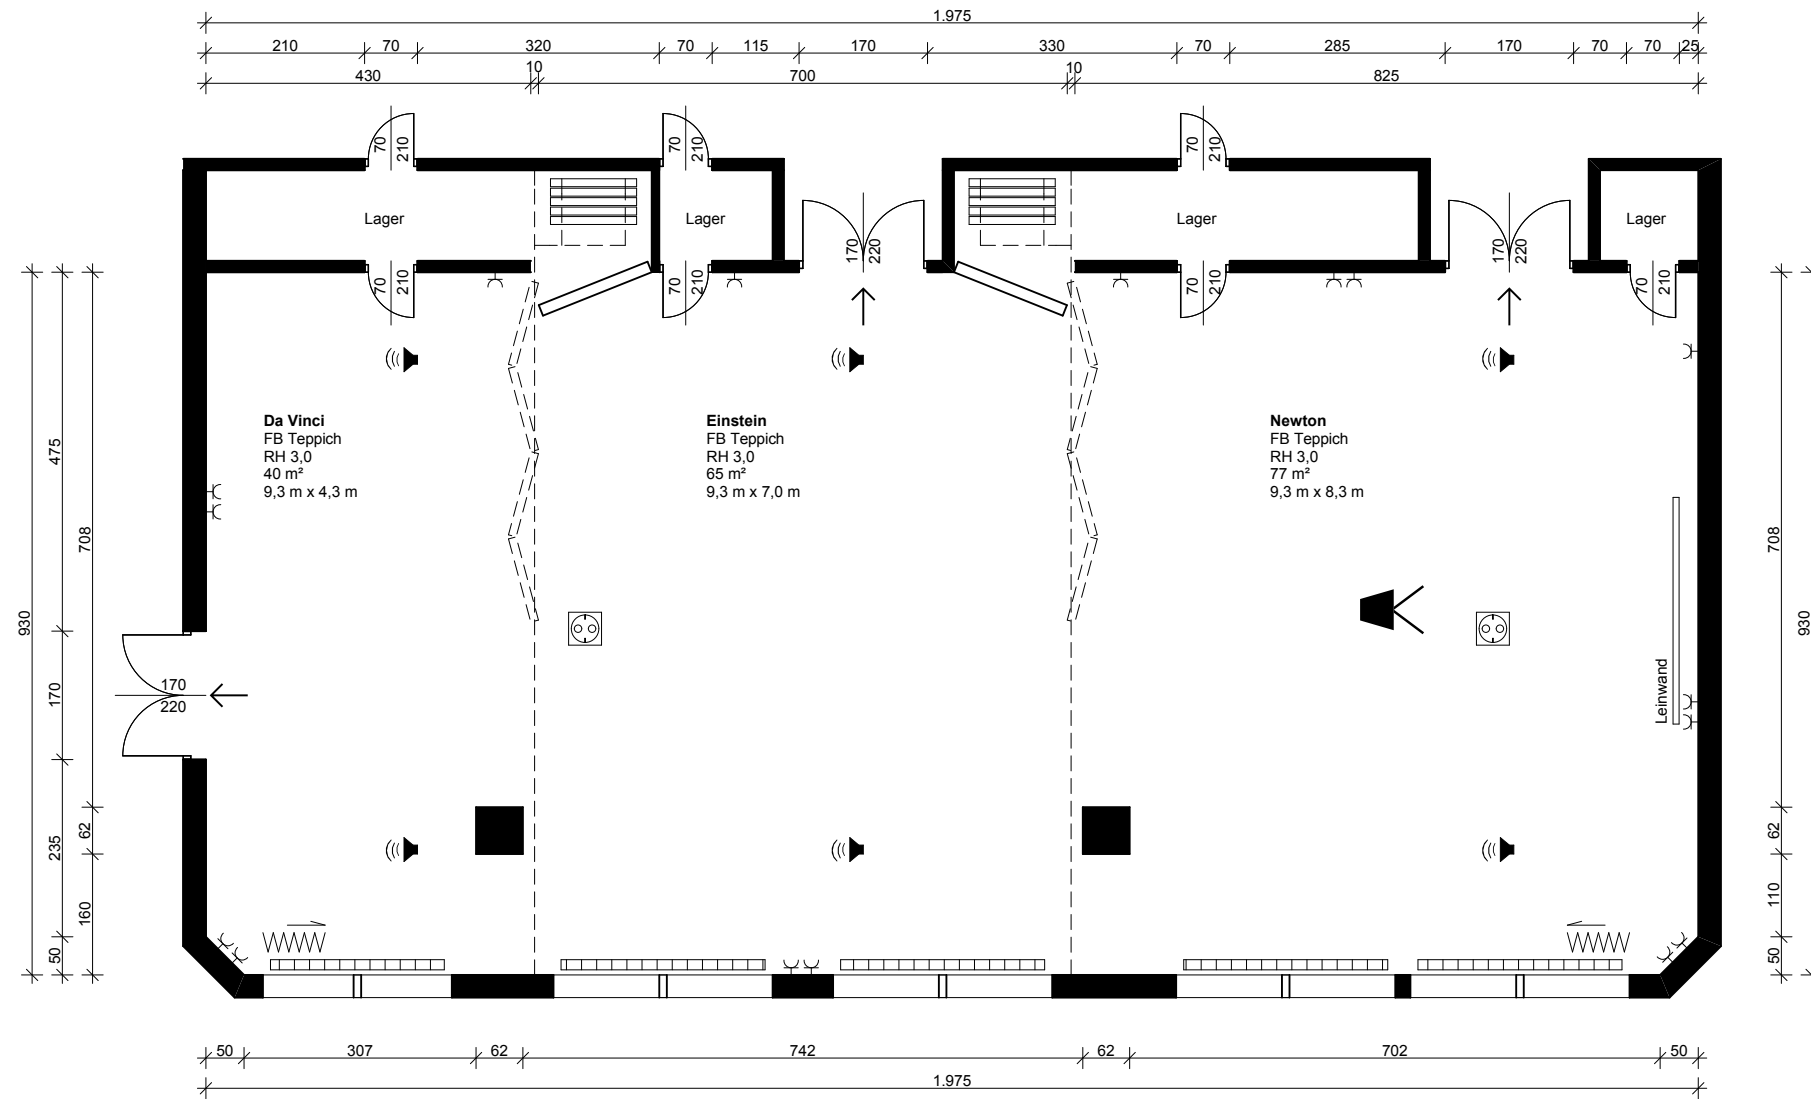 1.975
210 70 320 70 115 170 330 70 285 170 70 70 25
430 10 700 10 825
70 210
70 210
70 210
Lager
Lager
Lager
Lager
170 220
170 220
70 210
70 210
70 210
70 210
Da Vinci
FB Teppich
RH 3,0
40 m²
9,3 m x 4,3 m
Einstein
FB Teppich
RH 3,0
65 m²
9,3 m x 7,0 m
Newton
FB Teppich
RH 3,0
77 m²
9,3 m x 8,3 m
930
475
170
235
50
708
62
160
170
220
Leinwand
708
62
110
50
930
50 307 62 742 62 702 50
1.975